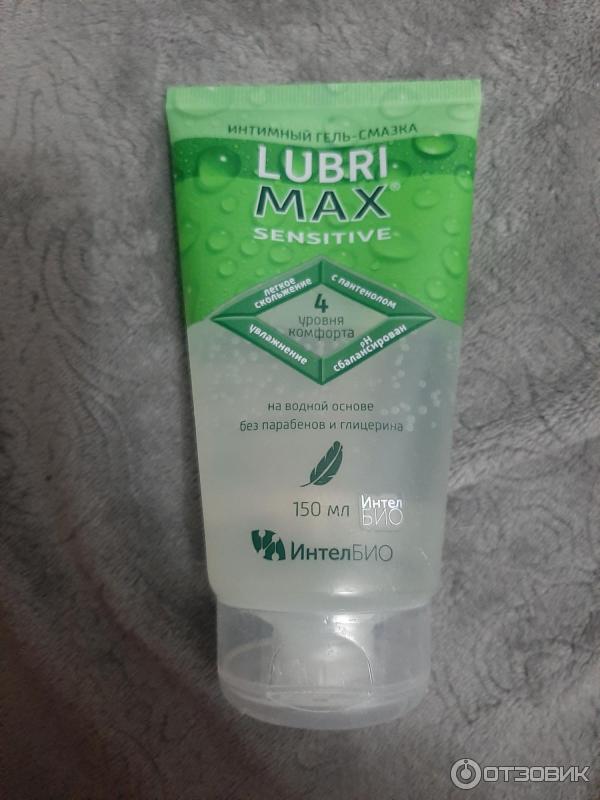 ИНТИМНЫЙ ГЕЛЬ-СМАЗКА
LUBRI
MAX®
SENSITIVE
легкое
скольжение
с пантенолом
4
уровня
комфорта
увлажнение
pH
сбалансирован
на водной основе
без парабенов и глицерина
150 мл
Интел
БИО
ИнтелБИО
ОТЗОВИК